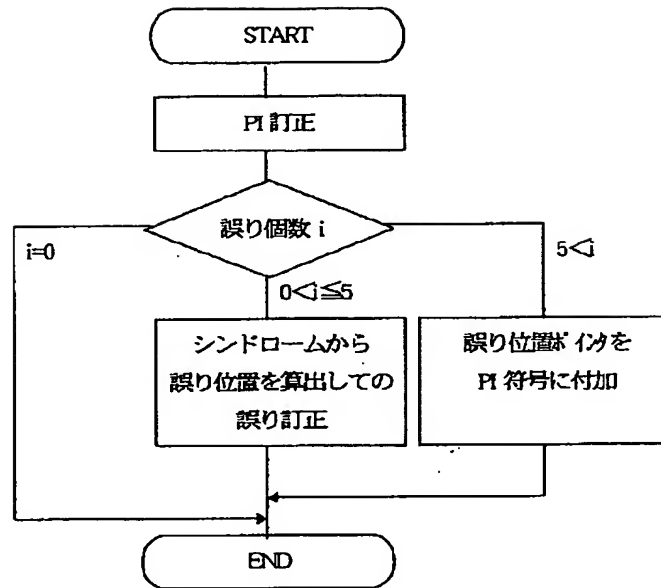 START
PI 訂正
誤り個数 i
i=0
5<i
0<i≦5
シンドロームから
誤り位置を算出しての
誤り訂正
誤り位置ポインタを
PI 符号に付加
END